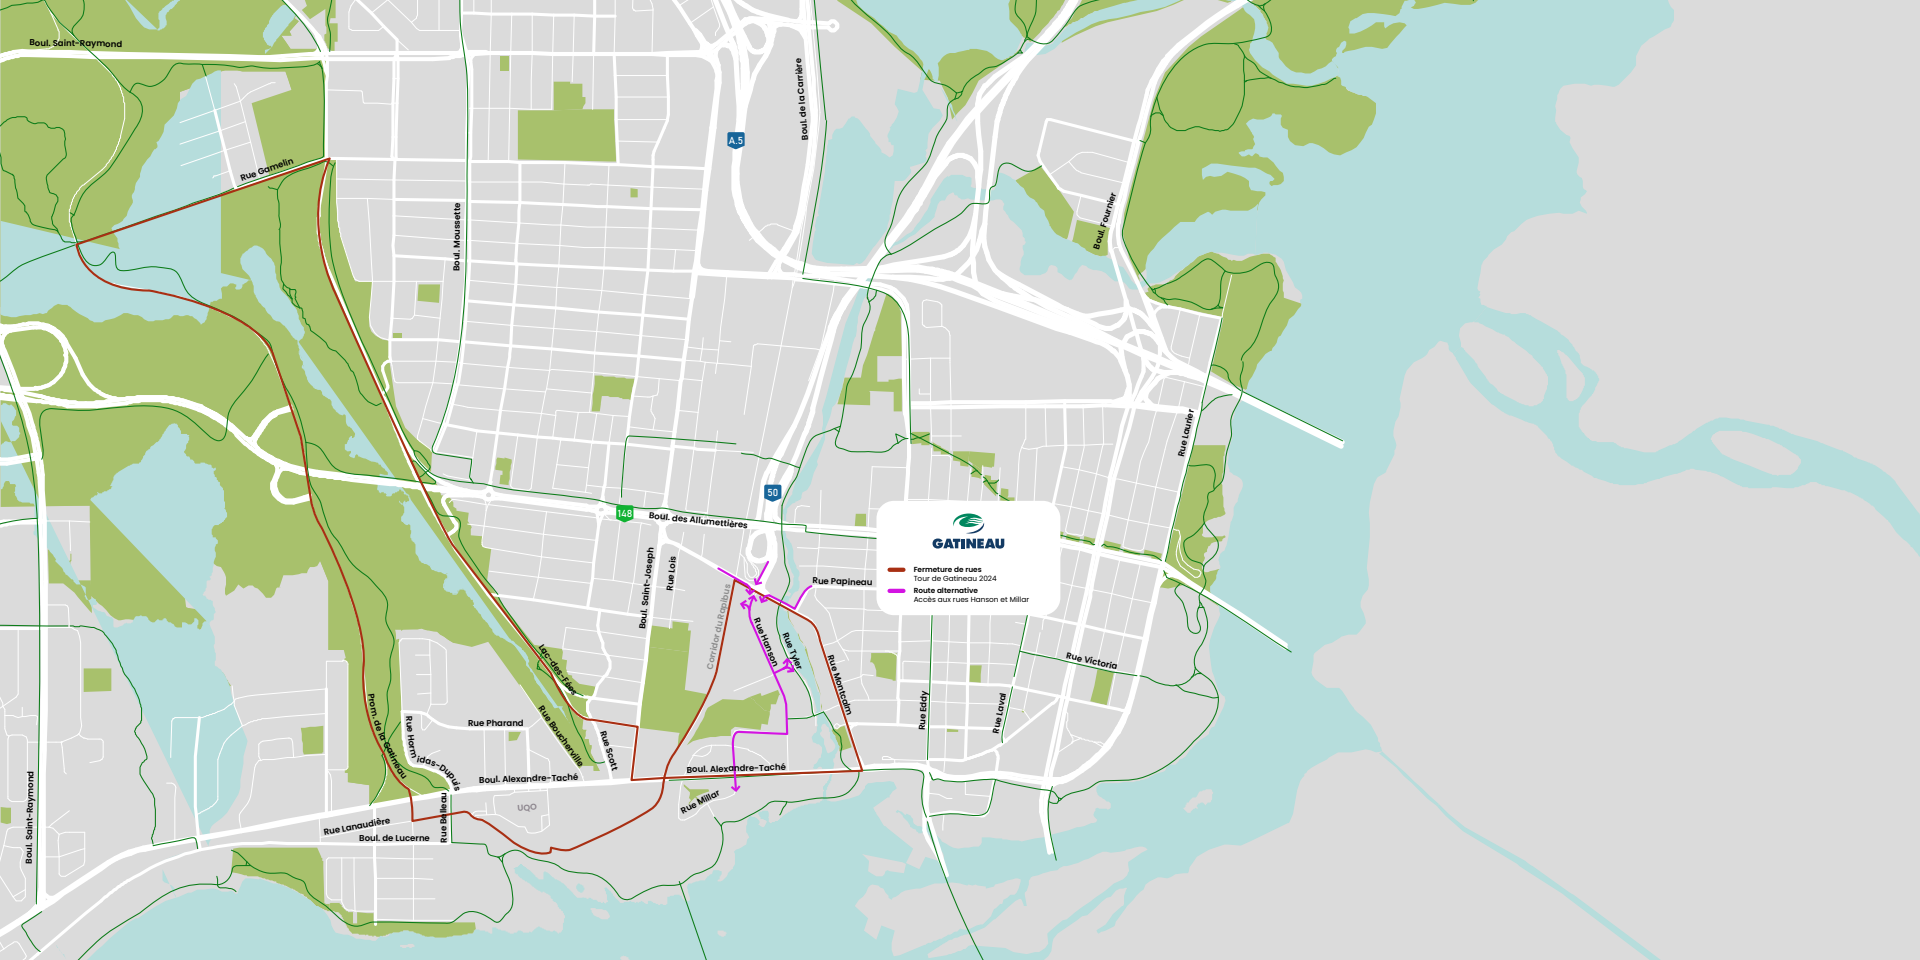 Boul. Saint-Raymond
Boul. de la Carrière
A.5
Rue Gamelin
Boul. Moussette
Boul. Fournier
Rue Laurier
50
148
Boul. des Allumettières
GATINEAU
Fermeture de rues
Tour de Gatineau 2024
Route alternative
Accès aux rues Hanson et Millar
Boul. Saint-Joseph
Rue Lois
Corridor du Rapibus
Rue Papineau
Rue Hanson
Rue Tyler
Rue Montcalm
Lac-des-Fées
Rue Victoria
Rue Eddy
Rue Laval
Prom. de la Gatineau
Rue Pharand
Rue Boucherville
Rue Scott
Boul. Alexandre-Taché
Boul. Alexandre-Taché
Rue Millar
UQO
Rue Belleau
Rue Lanaudière
Boul. de Lucerne
Boul. Saint-Raymond